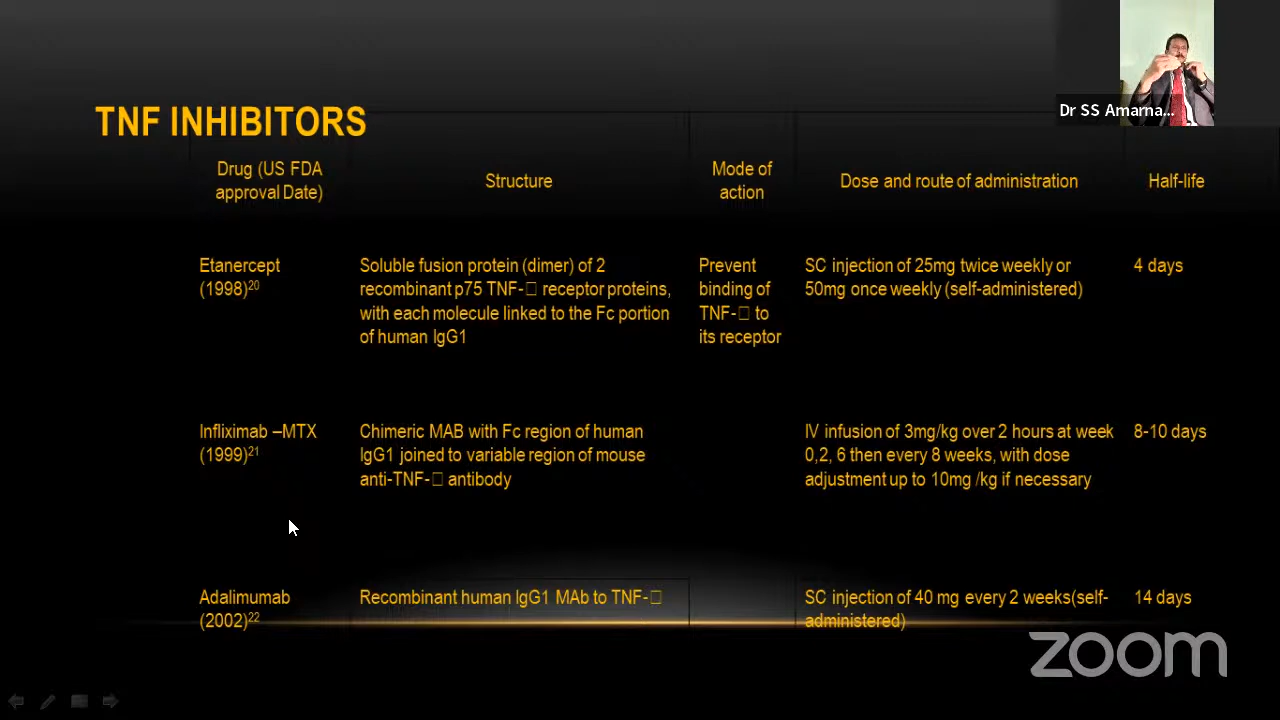 Dr SS Amarna...
TNF INHIBITORS
Drug (US FDA
approval Date)
Structure
Mode of
action
Dose and route of administration
Half-life
Etanercept
(1998)20
Soluble fusion protein (dimer) of 2
recombinant p75 TNF-□ receptor proteins,
with each molecule linked to the Fc portion
of human IgG1
Prevent
binding of
TNF-□ to
its receptor
SC injection of 25mg twice weekly or
50mg once weekly (self-administered)
4 days
Infliximab –MTX
(1999)21
Chimeric MAB with Fc region of human
IgG1 joined to variable region of mouse
anti-TNF-□ antibody
IV infusion of 3mg/kg over 2 hours at week
0,2, 6 then every 8 weeks, with dose
adjustment up to 10mg /kg if necessary
8-10 days
Adalimumab
(2002)22
Recombinant human IgG1 MAb to TNF-□
SC injection of 40 mg every 2 weeks(self-
administered)
14 days
zoom